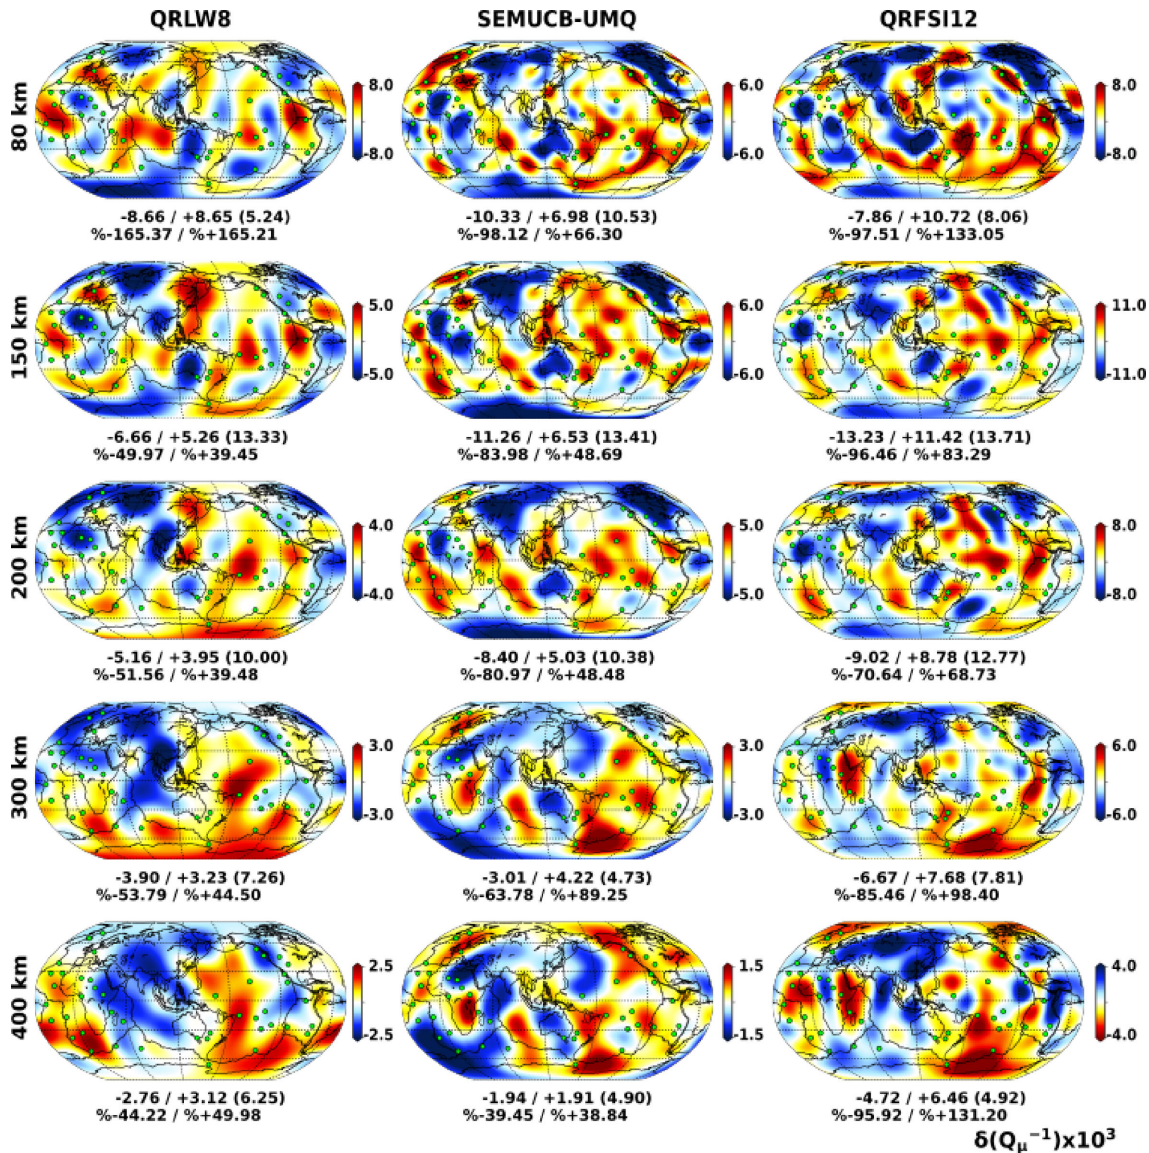 QRLW8 SEMUCB-UMQ QRFSI12
80 km
8.0
-8.0
6.0
-6.0
8.0
-8.0
-8.66 / +8.65 (5.24)
%-165.37 / %+165.21
-10.33 / +6.98 (10.53)
%-98.12 / %+66.30
-7.86 / +10.72 (8.06)
%-97.51 / %+133.05
150 km
5.0
-5.0
6.0
-6.0
11.0
-11.0
-6.66 / +5.26 (13.33)
%-49.97 / %+39.45
-11.26 / +6.53 (13.41)
%-83.98 / %+48.69
-13.23 / +11.42 (13.71)
%-96.46 / %+83.29
200 km
4.0
-4.0
5.0
-5.0
8.0
-8.0
-5.16 / +3.95 (10.00)
%-51.56 / %+39.48
-8.40 / +5.03 (10.38)
%-80.97 / %+48.48
-9.02 / +8.78 (12.77)
%-70.64 / %+68.73
300 km
3.0
-3.0
3.0
-3.0
6.0
-6.0
-3.90 / +3.23 (7.26)
%-53.79 / %+44.50
-3.01 / +4.22 (4.73)
%-63.78 / %+89.25
-6.67 / +7.68 (7.81)
%-85.46 / %+98.40
400 km
2.5
-2.5
1.5
-1.5
4.0
-4.0
-2.76 / +3.12 (6.25)
%-44.22 / %+49.98
-1.94 / +1.91 (4.90)
%-39.45 / %+38.84
-4.72 / +6.46 (4.92)
%-95.92 / %+131.20
δ(Qμ⁻¹)x10³